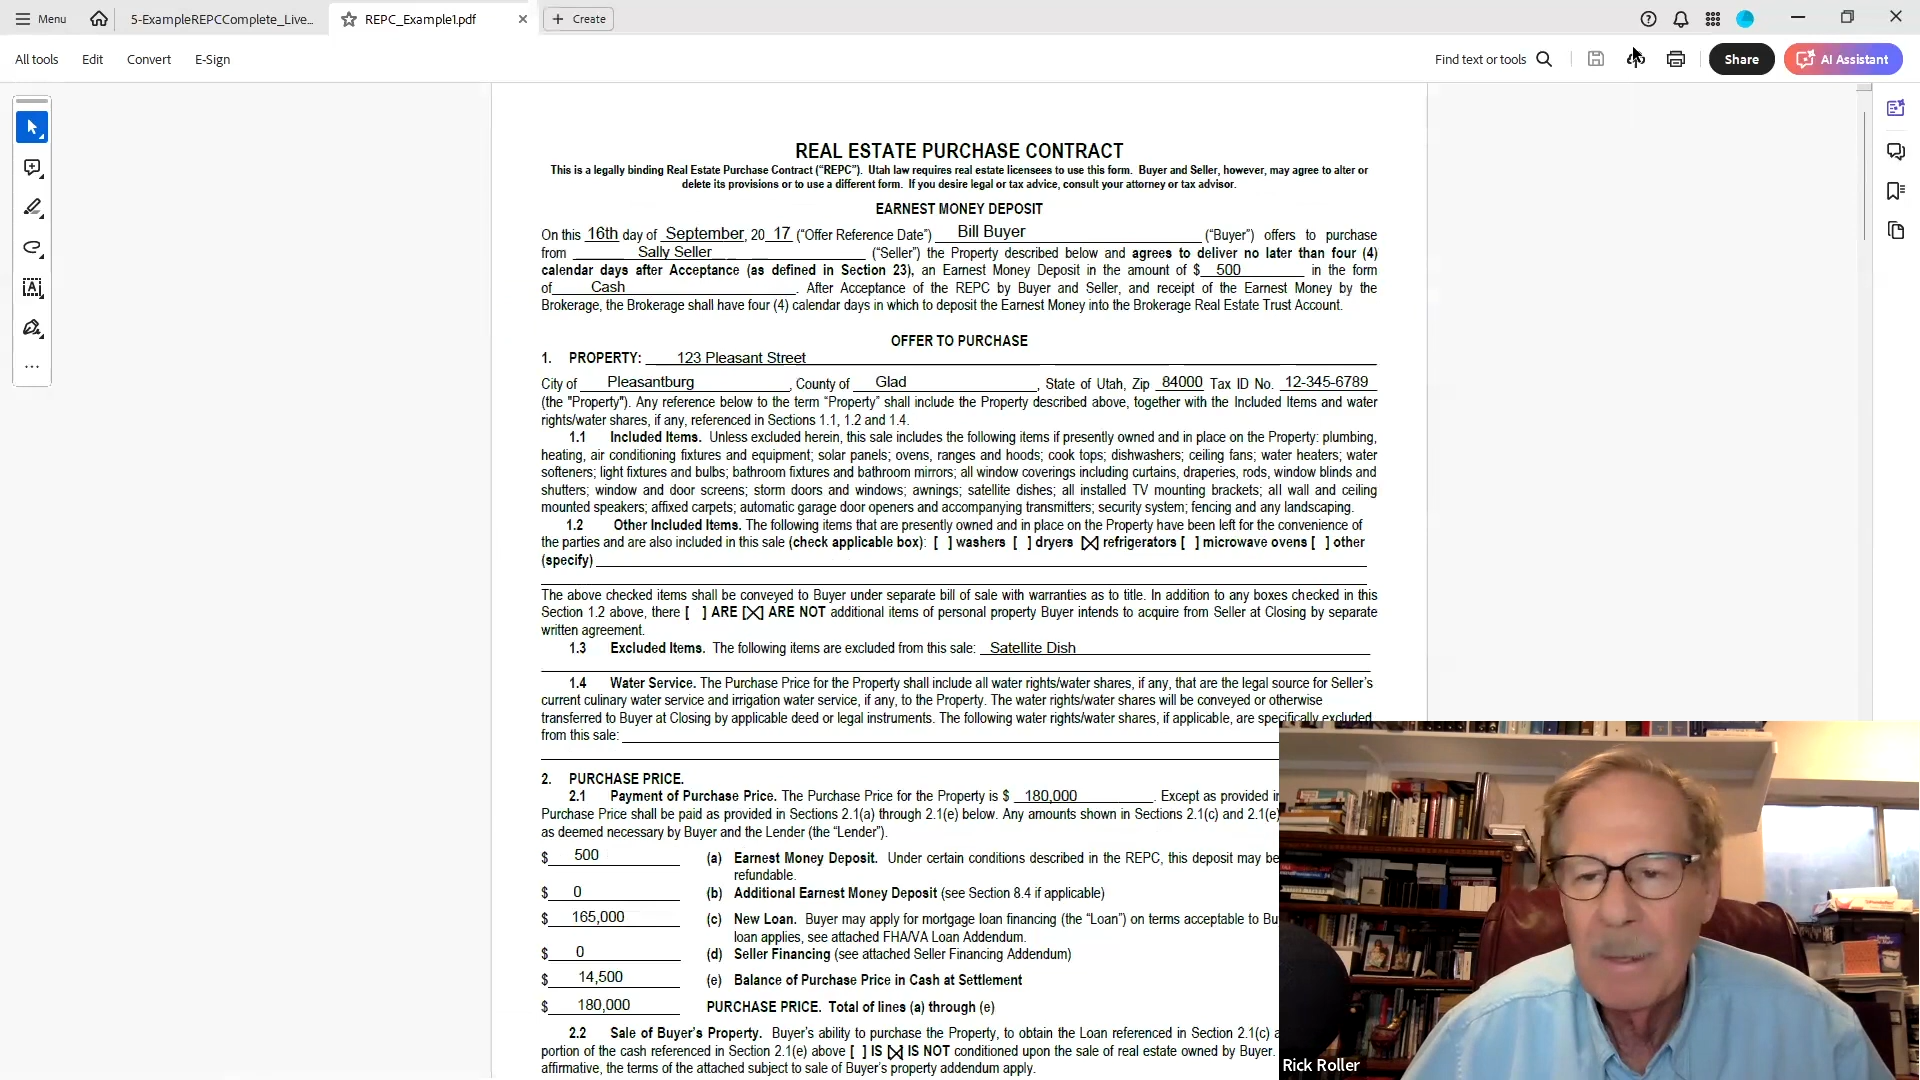 Menu
5-ExampleREPCComplete_Live...
REPC_Example1.pdf
Create
All tools
Edit
Convert
E-Sign
Find text or tools
Share
AI Assistant
REAL ESTATE PURCHASE CONTRACT
This is a legally binding Real Estate Purchase Contract (“REPC”). Utah law requires real estate licensees to use this form. Buyer and Seller, however, may agree to alter or
delete its provisions or to use a different form. If you desire legal or tax advice, consult your attorney or tax advisor.
EARNEST MONEY DEPOSIT
On this 16th day of September, 20 17 (“Offer Reference Date”) Bill Buyer (“Buyer”) offers to purchase
from Sally Seller (“Seller”) the Property described below and agrees to deliver no later than four (4)
calendar days after Acceptance (as defined in Section 23), an Earnest Money Deposit in the amount of $ 500 in the form
of Cash. After Acceptance of the REPC by Buyer and Seller, and receipt of the Earnest Money by the
Brokerage, the Brokerage shall have four (4) calendar days in which to deposit the Earnest Money into the Brokerage Real Estate Trust Account.
OFFER TO PURCHASE
1. PROPERTY: 123 Pleasant Street
City of Pleasantburg, County of Glad, State of Utah, Zip 84000 Tax ID No. 12-345-6789
(the "Property"). Any reference below to the term “Property” shall include the Property described above, together with the Included Items and water
rights/water shares, if any, referenced in Sections 1.1, 1.2 and 1.4.
1.1 Included Items. Unless excluded herein, this sale includes the following items if presently owned and in place on the Property: plumbing,
heating, air conditioning fixtures and equipment; solar panels; ovens, ranges and hoods; cook tops; dishwashers; ceiling fans; water heaters; water
softeners; light fixtures and bulbs; bathroom fixtures and bathroom mirrors; all window coverings including curtains, draperies, rods, window blinds and
shutters; window and door screens; storm doors and windows; awnings; satellite dishes; all installed TV mounting brackets; all wall and ceiling
mounted speakers; affixed carpets; automatic garage door openers and accompanying transmitters; security system; fencing and any landscaping.
1.2 Other Included Items. The following items that are presently owned and in place on the Property have been left for the convenience of
the parties and are also included in this sale (check applicable box): [ ] washers [ ] dryers [X] refrigerators [ ] microwave ovens [ ] other
(specify)
The above checked items shall be conveyed to Buyer under separate bill of sale with warranties as to title. In addition to any boxes checked in this
Section 1.2 above, there [ ] ARE [X] ARE NOT additional items of personal property Buyer intends to acquire from Seller at Closing by separate
written agreement.
1.3 Excluded Items. The following items are excluded from this sale: Satellite Dish
1.4 Water Service. The Purchase Price for the Property shall include all water rights/water shares, if any, that are the legal source for Seller’s
current culinary water service and irrigation water service, if any, to the Property. The water rights/water shares will be conveyed or otherwise
transferred to Buyer at Closing by applicable deed or legal instruments. The following water rights/water shares, if applicable, are specifically excluded
from this sale:
2. PURCHASE PRICE.
2.1 Payment of Purchase Price. The Purchase Price for the Property is $ 180,000. Except as provided in
Purchase Price shall be paid as provided in Sections 2.1(a) through 2.1(e) below. Any amounts shown in Sections 2.1(c) and 2.1(e)
as deemed necessary by Buyer and the Lender (the “Lender”).
$ 500 (a) Earnest Money Deposit. Under certain conditions described in the REPC, this deposit may be
refundable.
$ 0 (b) Additional Earnest Money Deposit (see Section 8.4 if applicable)
$ 165,000 (c) New Loan. Buyer may apply for mortgage loan financing (the “Loan”) on terms acceptable to Bu
loan applies, see attached FHA/VA Loan Addendum.
$ 0 (d) Seller Financing (see attached Seller Financing Addendum)
$ 14,500 (e) Balance of Purchase Price in Cash at Settlement
$ 180,000 PURCHASE PRICE. Total of lines (a) through (e)
2.2 Sale of Buyer’s Property. Buyer’s ability to purchase the Property, to obtain the Loan referenced in Section 2.1(c) a
portion of the cash referenced in Section 2.1(e) above [ ] IS [X] IS NOT conditioned upon the sale of real estate owned by Buyer.
affirmative, the terms of the attached subject to sale of Buyer’s property addendum apply.
Rick Roller